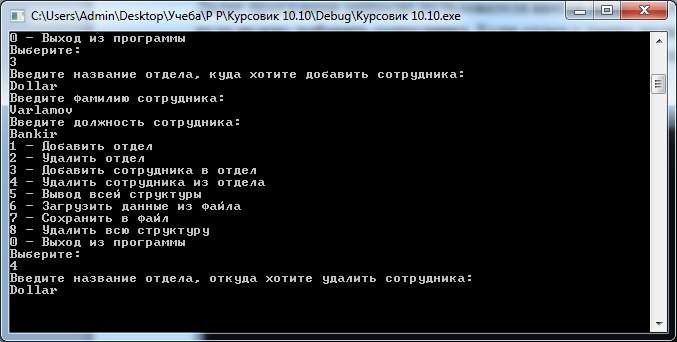 C:\Users\Admin\Desktop\Учеба\Р Р\Курсовик 10.10\Debug\Курсовик 10.10.exe
0 - Выход из программы
Выберите:
3
Введите название отдела, куда хотите добавить сотрудника:
Dollar
Введите фамилию сотрудника:
Varlamov
Введите должность сотрудника:
Bankir
1 - Добавить отдел
2 - Удалить отдел
3 - Добавить сотрудника в отдел
4 - Удалить сотрудника из отдела
5 - Вывод всей структуры
6 - Загрузить данные из файла
7 - Сохранить в файл
8 - Удалить всю структуру
0 - Выход из программы
Выберите:
4
Введите название отдела, откуда хотите удалить сотрудника:
Dollar